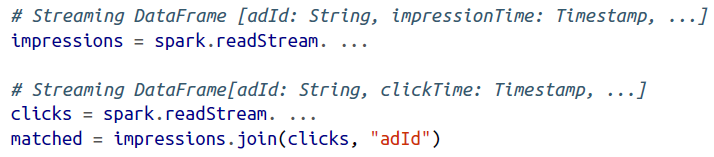 # Streaming DataFrame [adId: String, impressionTime: Timestamp, ...]
impressions = spark.readStream. ...
# Streaming DataFrame[adId: String, clickTime: Timestamp, ...]
clicks = spark.readStream. ...
matched = impressions.join(clicks, "adId")